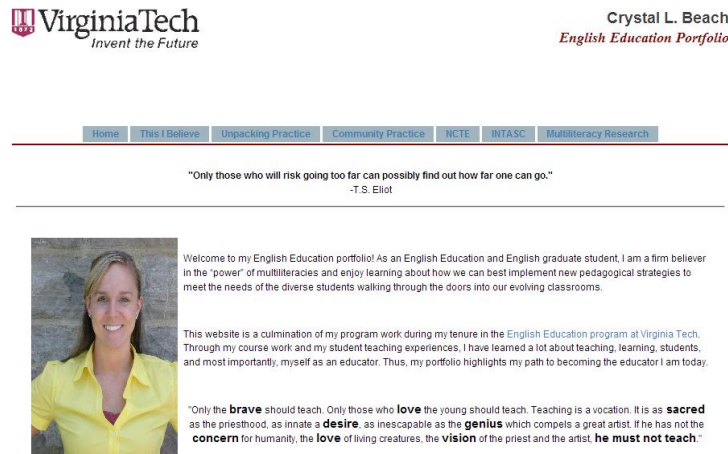 VirginiaTech
1872
Invent the Future
Crystal L. Beach
English Education Portfolio
Home This I Believe Unpacking Practice Community Practice NCTE INTASC Multiliteracy Research
"Only those who will risk going too far can possibly find out how far one can go."
-T.S. Eliot
Welcome to my English Education portfolio! As an English Education and English graduate student, I am a firm believer
in the "power" of multiliteracies and enjoy learning about how we can best implement new pedagogical strategies to
meet the needs of the diverse students walking through the doors into our evolving classrooms.
This website is a culmination of my program work during my tenure in the English Education program at Virginia Tech.
Through my course work and my student teaching experiences, I have learned a lot about teaching, learning, students,
and most importantly, myself as an educator. Thus, my portfolio highlights my path to becoming the educator I am today.
"Only the brave should teach. Only those who love the young should teach. Teaching is a vocation. It is as sacred
as the priesthood, as innate a desire, as inescapable as the genius which compels a great artist. If he has not the
concern for humanity, the love of living creatures, the vision of the priest and the artist, he must not teach."